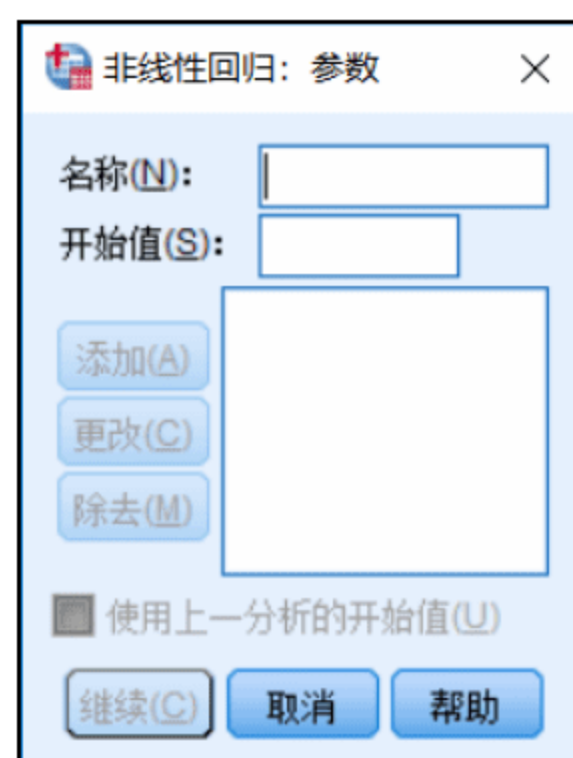 非线性回归：参数
名称(N)：
开始值(S)：
添加(A)
更改(C)
除去(M)
使用上一分析的开始值(U)
继续(C) 取消 帮助